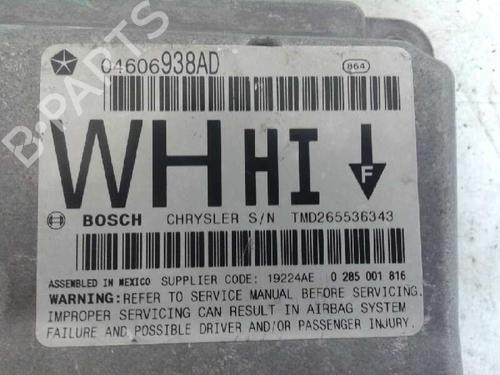 04606938AD 864
WH HI F
BOSCH CHRYSLER S/N TMD265536343
ASSEMBLED IN MEXICO SUPPLIER CODE: 19224AE 0 285 001 816
WARNING: REFER TO SERVICE MANUAL BEFORE SERVICING.
IMPROPER SERVICING CAN RESULT IN AIRBAG SYSTEM
FAILURE AND POSSIBLE DRIVER AND/OR PASSENGER INJURY.
B-PARTS